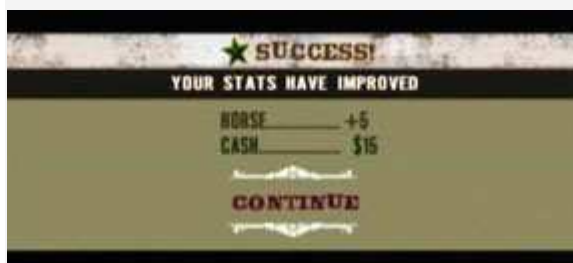 SUCCESS!
YOUR STATS HAVE IMPROVED
HORSE +5
CASH $15
CONTINUE